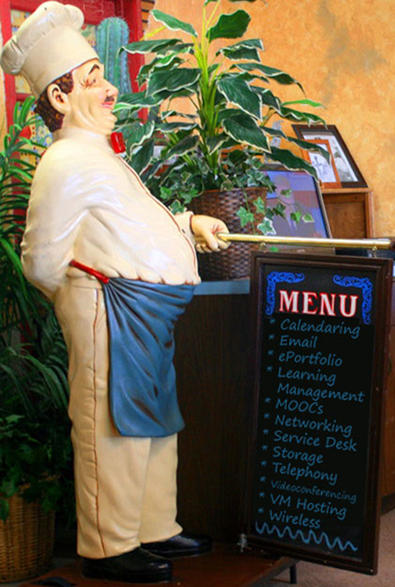 MENU
* Calendaring
* Email
* ePortfolio
* Learning
Management
* MOOCs
* Networking
* Service Desk
* Storage
* Telephony
* Videoconferencing
* VM Hosting
* Wireless